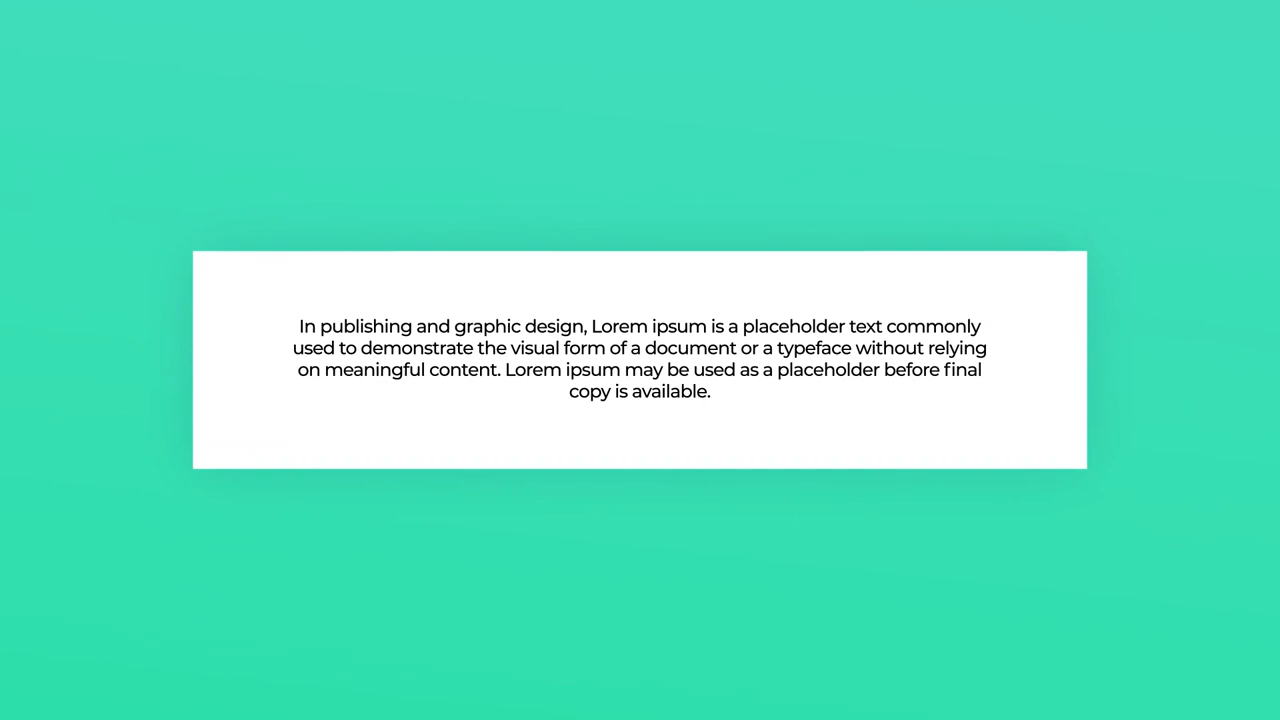 In publishing and graphic design, Lorem ipsum is a placeholder text commonly
used to demonstrate the visual form of a document or a typeface without relying
on meaningful content. Lorem ipsum may be used as a placeholder before final
copy is available.